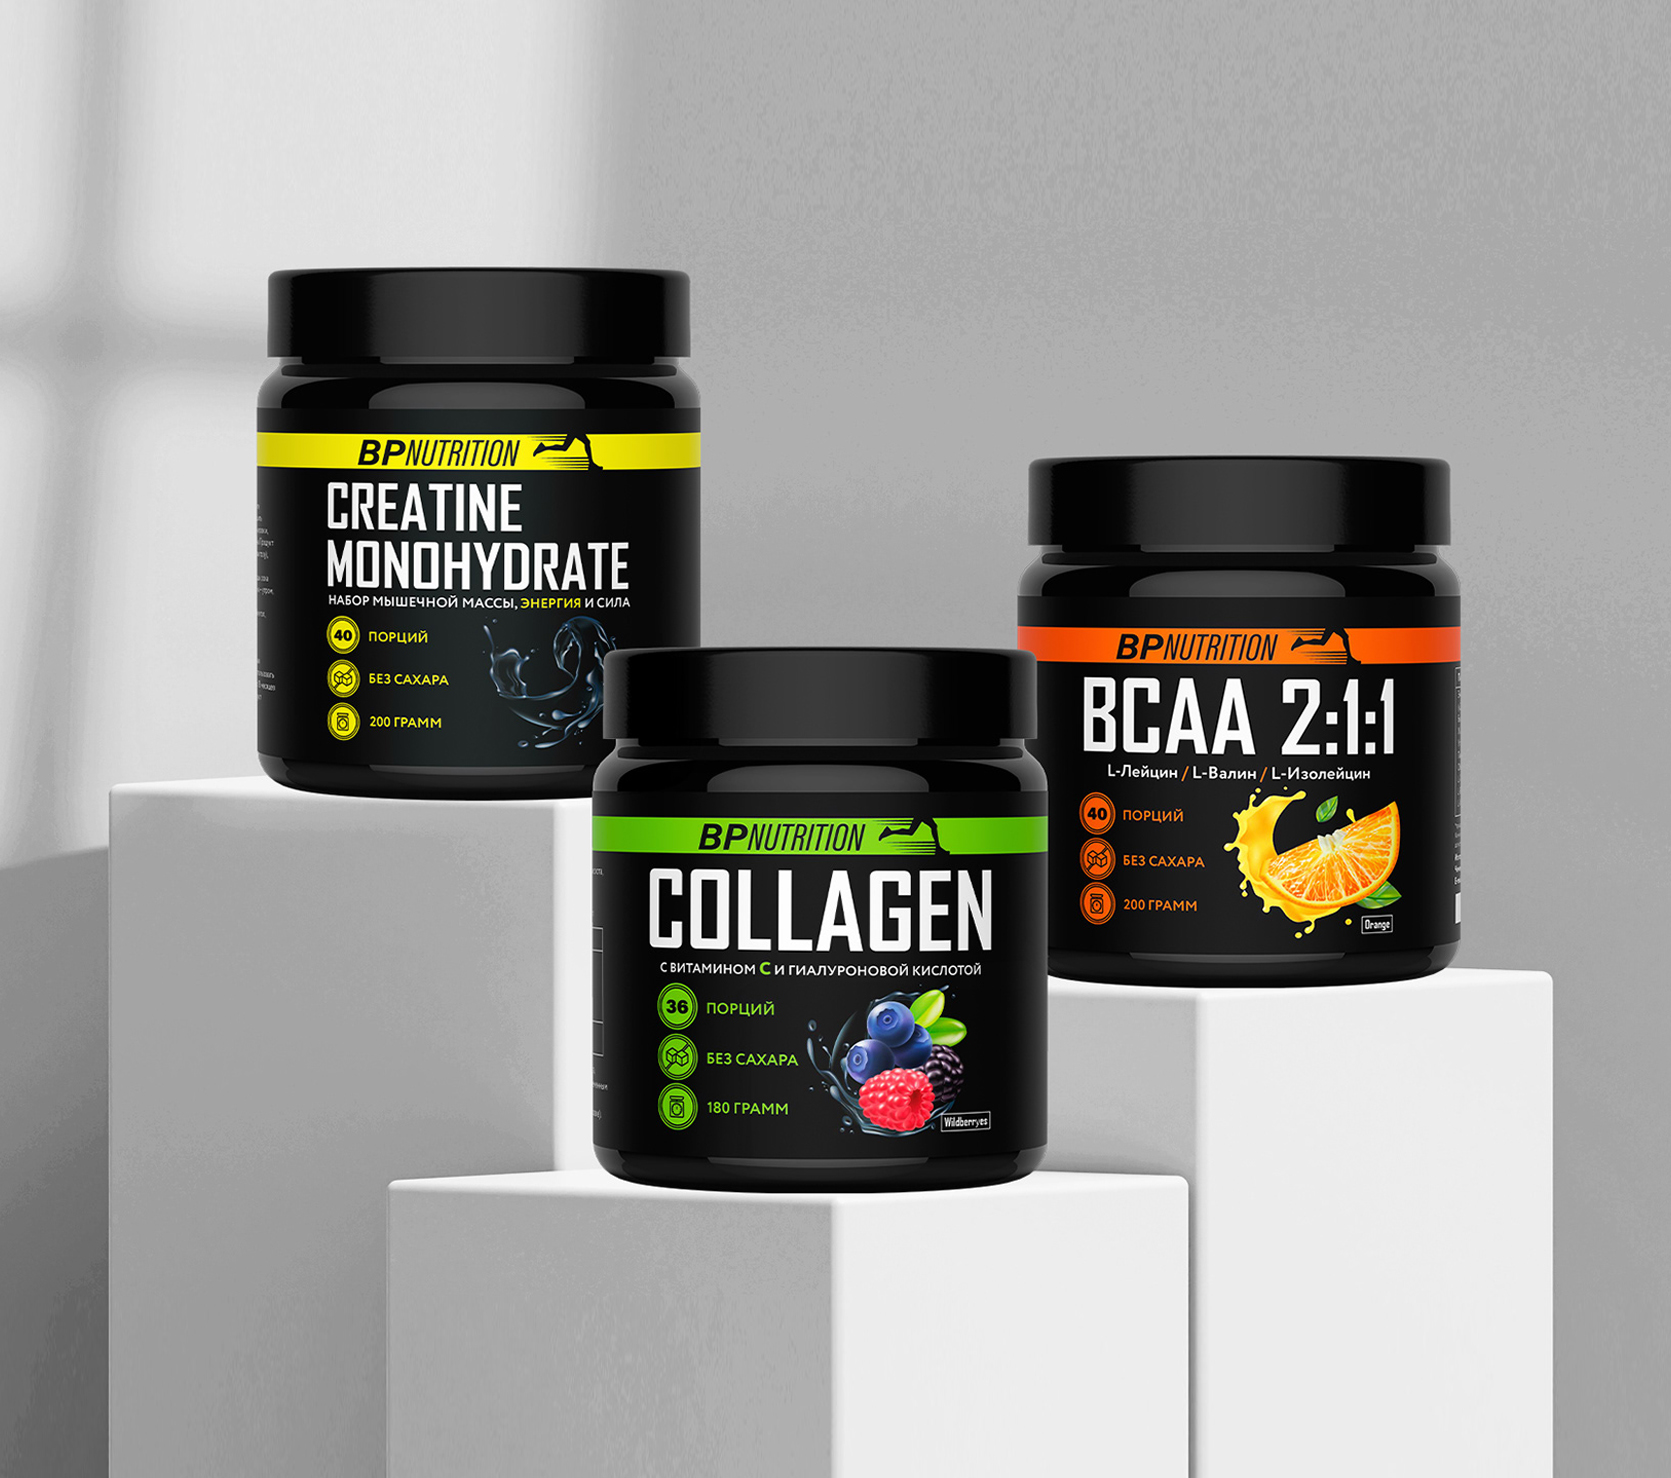 BPNUTRITION
CREATINE
MONOHYDRATE
НАБОР МЫШЕЧНОЙ МАССЫ, ЭНЕРГИЯ И СИЛА
40 ПОРЦИЙ
БЕЗ САХАРА
200 ГРАММ
BPNUTRITION
COLLAGEN
С ВИТАМИНОМ С И ГИАЛУРОНОВОЙ КИСЛОТОЙ
36 ПОРЦИЙ
БЕЗ САХАРА
180 ГРАММ
Wildberryes
BPNUTRITION
BCAA 2:1:1
L-Лейцин / L-Валин / L-Изолейцин
40 ПОРЦИЙ
БЕЗ САХАРА
200 ГРАММ
Orange